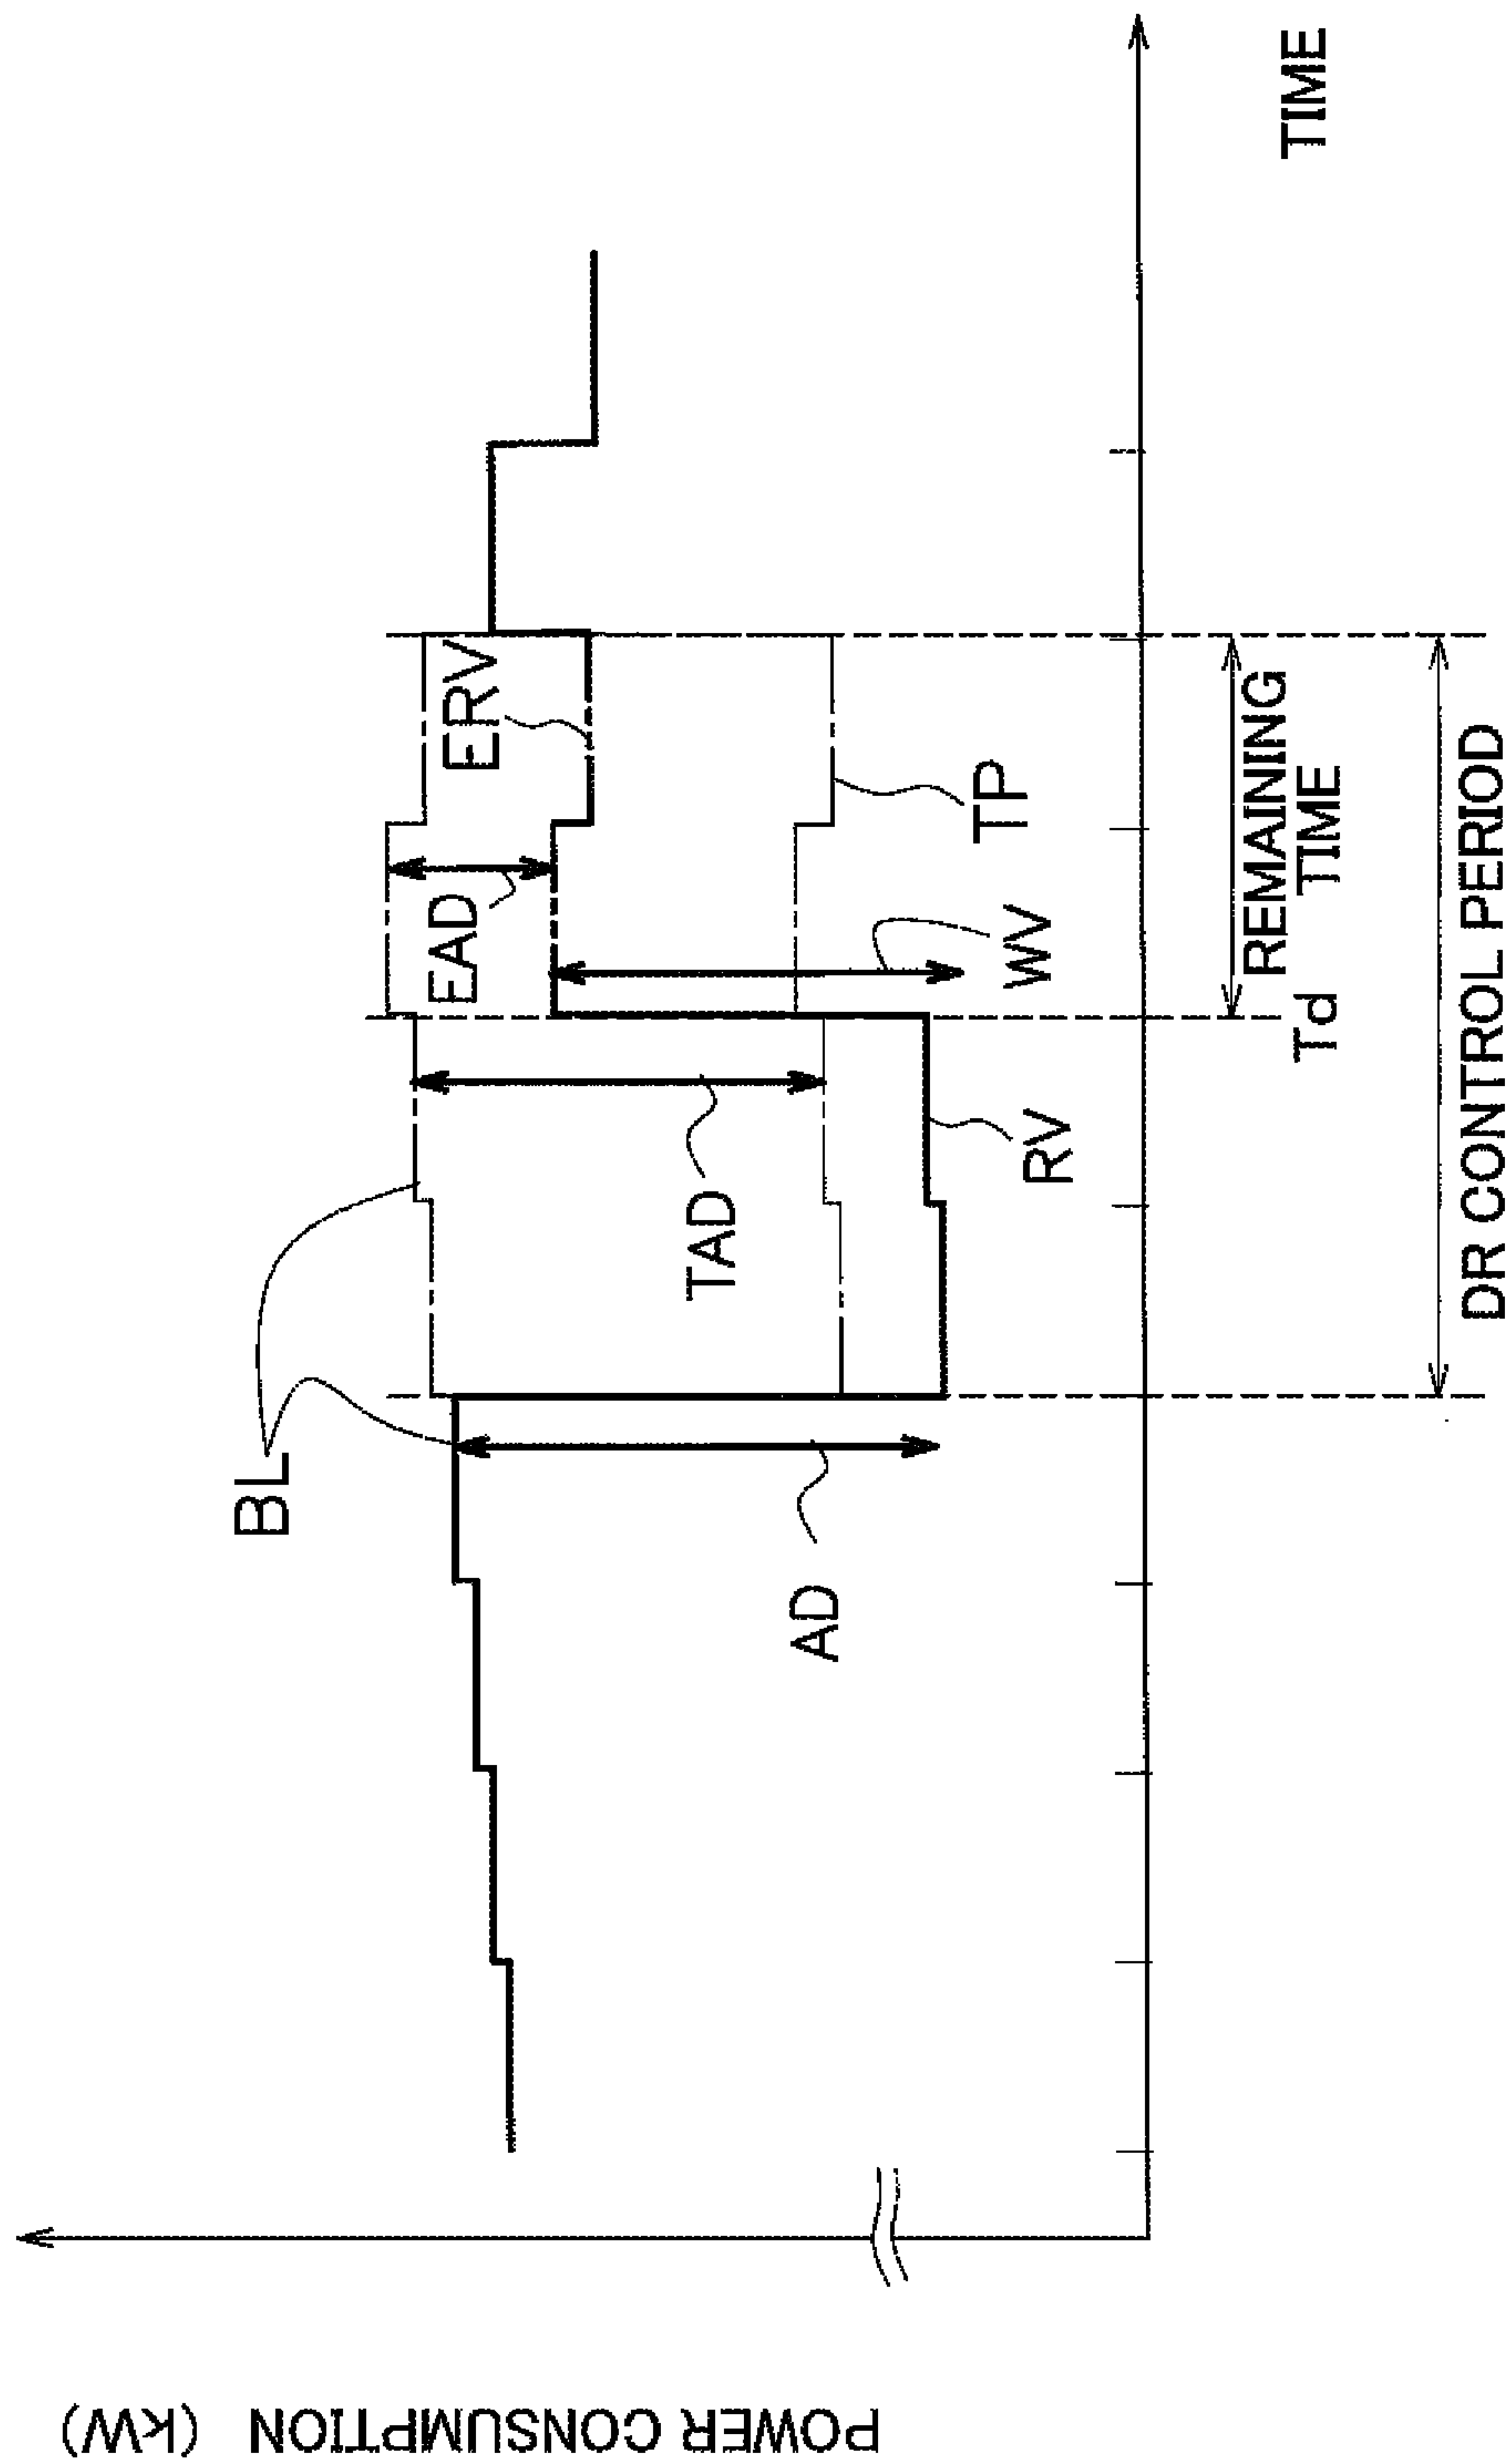 POWER CONSUMPTION (kW)
BL
AD
TAD
EAD
ERV
RV
WV
TP
Td
REMAINING
TIME
DR CONTROL PERIOD
TIME